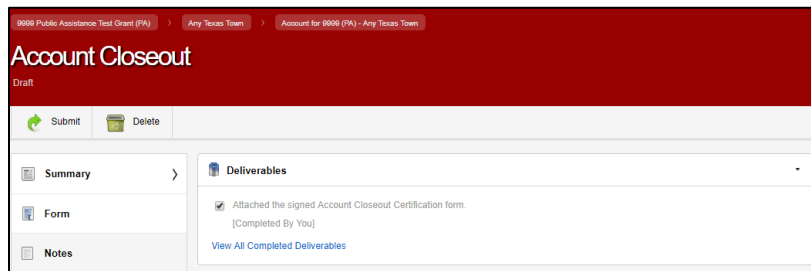 9999 Public Assistance Test Grant (PA) > Any Texas Town > Account for 9999 (PA) - Any Texas Town
Account Closeout
Draft
Submit Delete
Summary
Deliverables
Attached the signed Account Closeout Certification form.
Form
[Completed By You]
View All Completed Deliverables
Notes